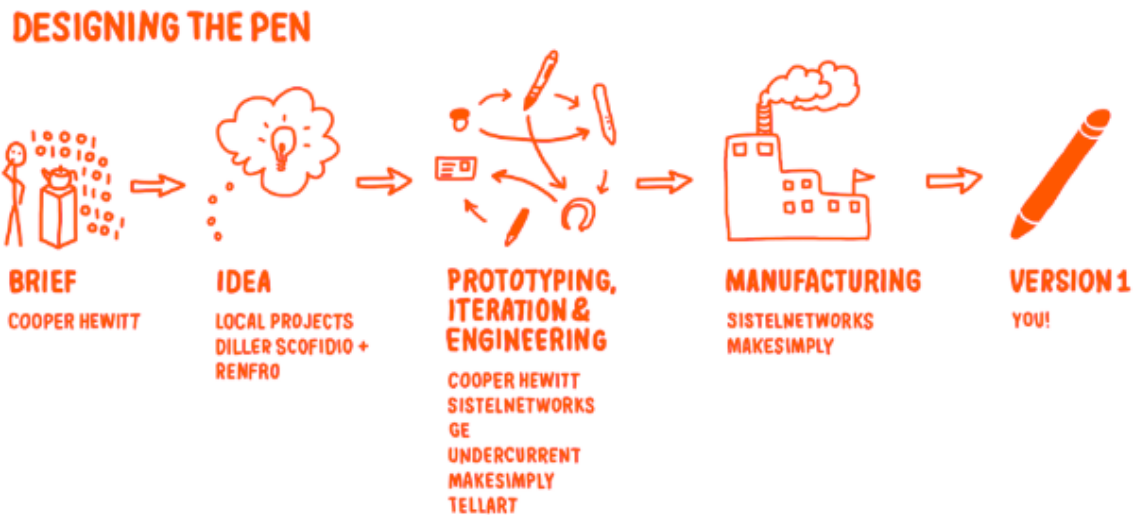 DESIGNING THE PEN
BRIEF
COOPER HEWITT
IDEA
LOCAL PROJECTS
DILLER SCOFIDIO +
RENFRO
PROTOTYPING,
ITERATION &
ENGINEERING
COOPER HEWITT
SISTELNETWORKS
GE
UNDERCURRENT
MAKESIMPLY
TELLART
MANUFACTURING
SISTELNETWORKS
MAKESIMPLY
VERSION 1
YOU!